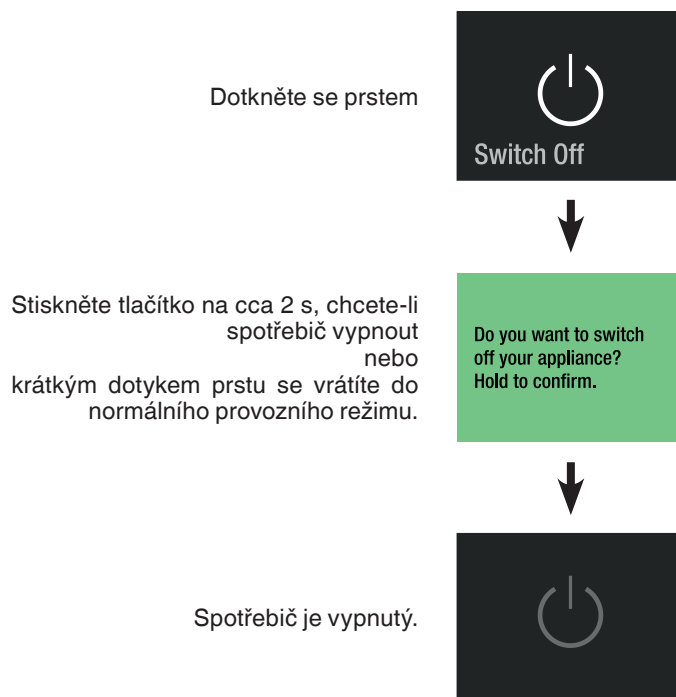 Dotkněte se prstem
Switch Off
Stiskněte tlačítko na cca 2 s, chcete-li
spotřebič vypnout
nebo
krátkým dotykem prstu se vrátíte do
normálního provozního režimu.
Do you want to switch
off your appliance?
Hold to confirm.
Spotřebič je vypnutý.